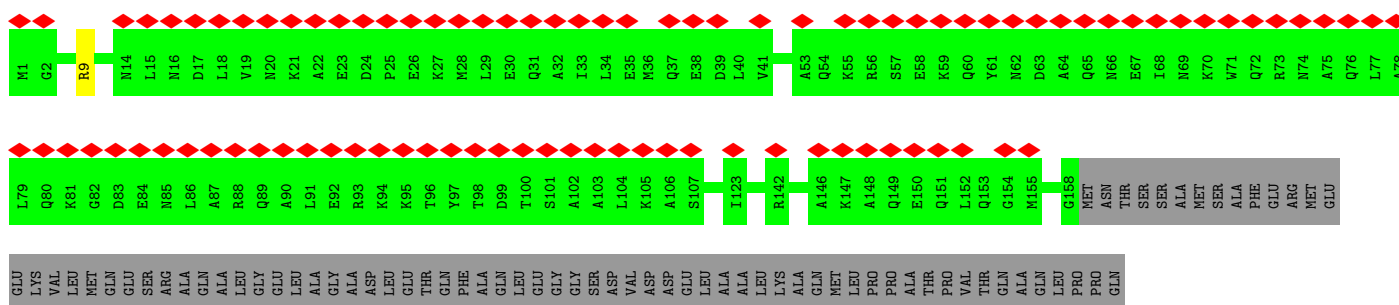 M1 G2 R9 N14 L15 N16 D17 L18 V19 N20 K21 A22 E23 D24 P25 E26 K27 M28 L29 E30 Q31 A32 I33 L34 E35 M36 Q37 E38 D39 L40 V41 A53 Q54 K55 R56 S57 E58 K59 Q60 Y61 N62 D63 A64 Q65 N66 E67 I68 N69 K70 W71 Q72 R73 N74 A75 Q76 L77 A78
L79 Q80 K81 G82 D83 E84 N85 L86 A87 R88 Q89 A90 L91 E92 R93 K94 K95 T96 Y97 T98 D99 T100 S101 A102 A103 L104 K105 A106 S107 I123 R142 A146 K147 A148 Q149 E150 Q151 L152 Q153 G154 M155 G158 MET ASN THR SER SER ALA MET SER ALA PHE GLU ARG MET GLU
GLU LYS VAL LEU MET GLN GLU SER ARG ALA GLN ALA LEU GLY GLU LEU ALA GLY ALA ASP LEU GLU THR GLN PHE ALA GLN LEU GLU GLY GLY SER ASP VAL ASP ASP GLU LEU ALA ALA LEU LYS ALA GLN MET LEU PRO PRO ALA THR PRO VAL THR GLN ALA GLN LEU PRO PRO GLN